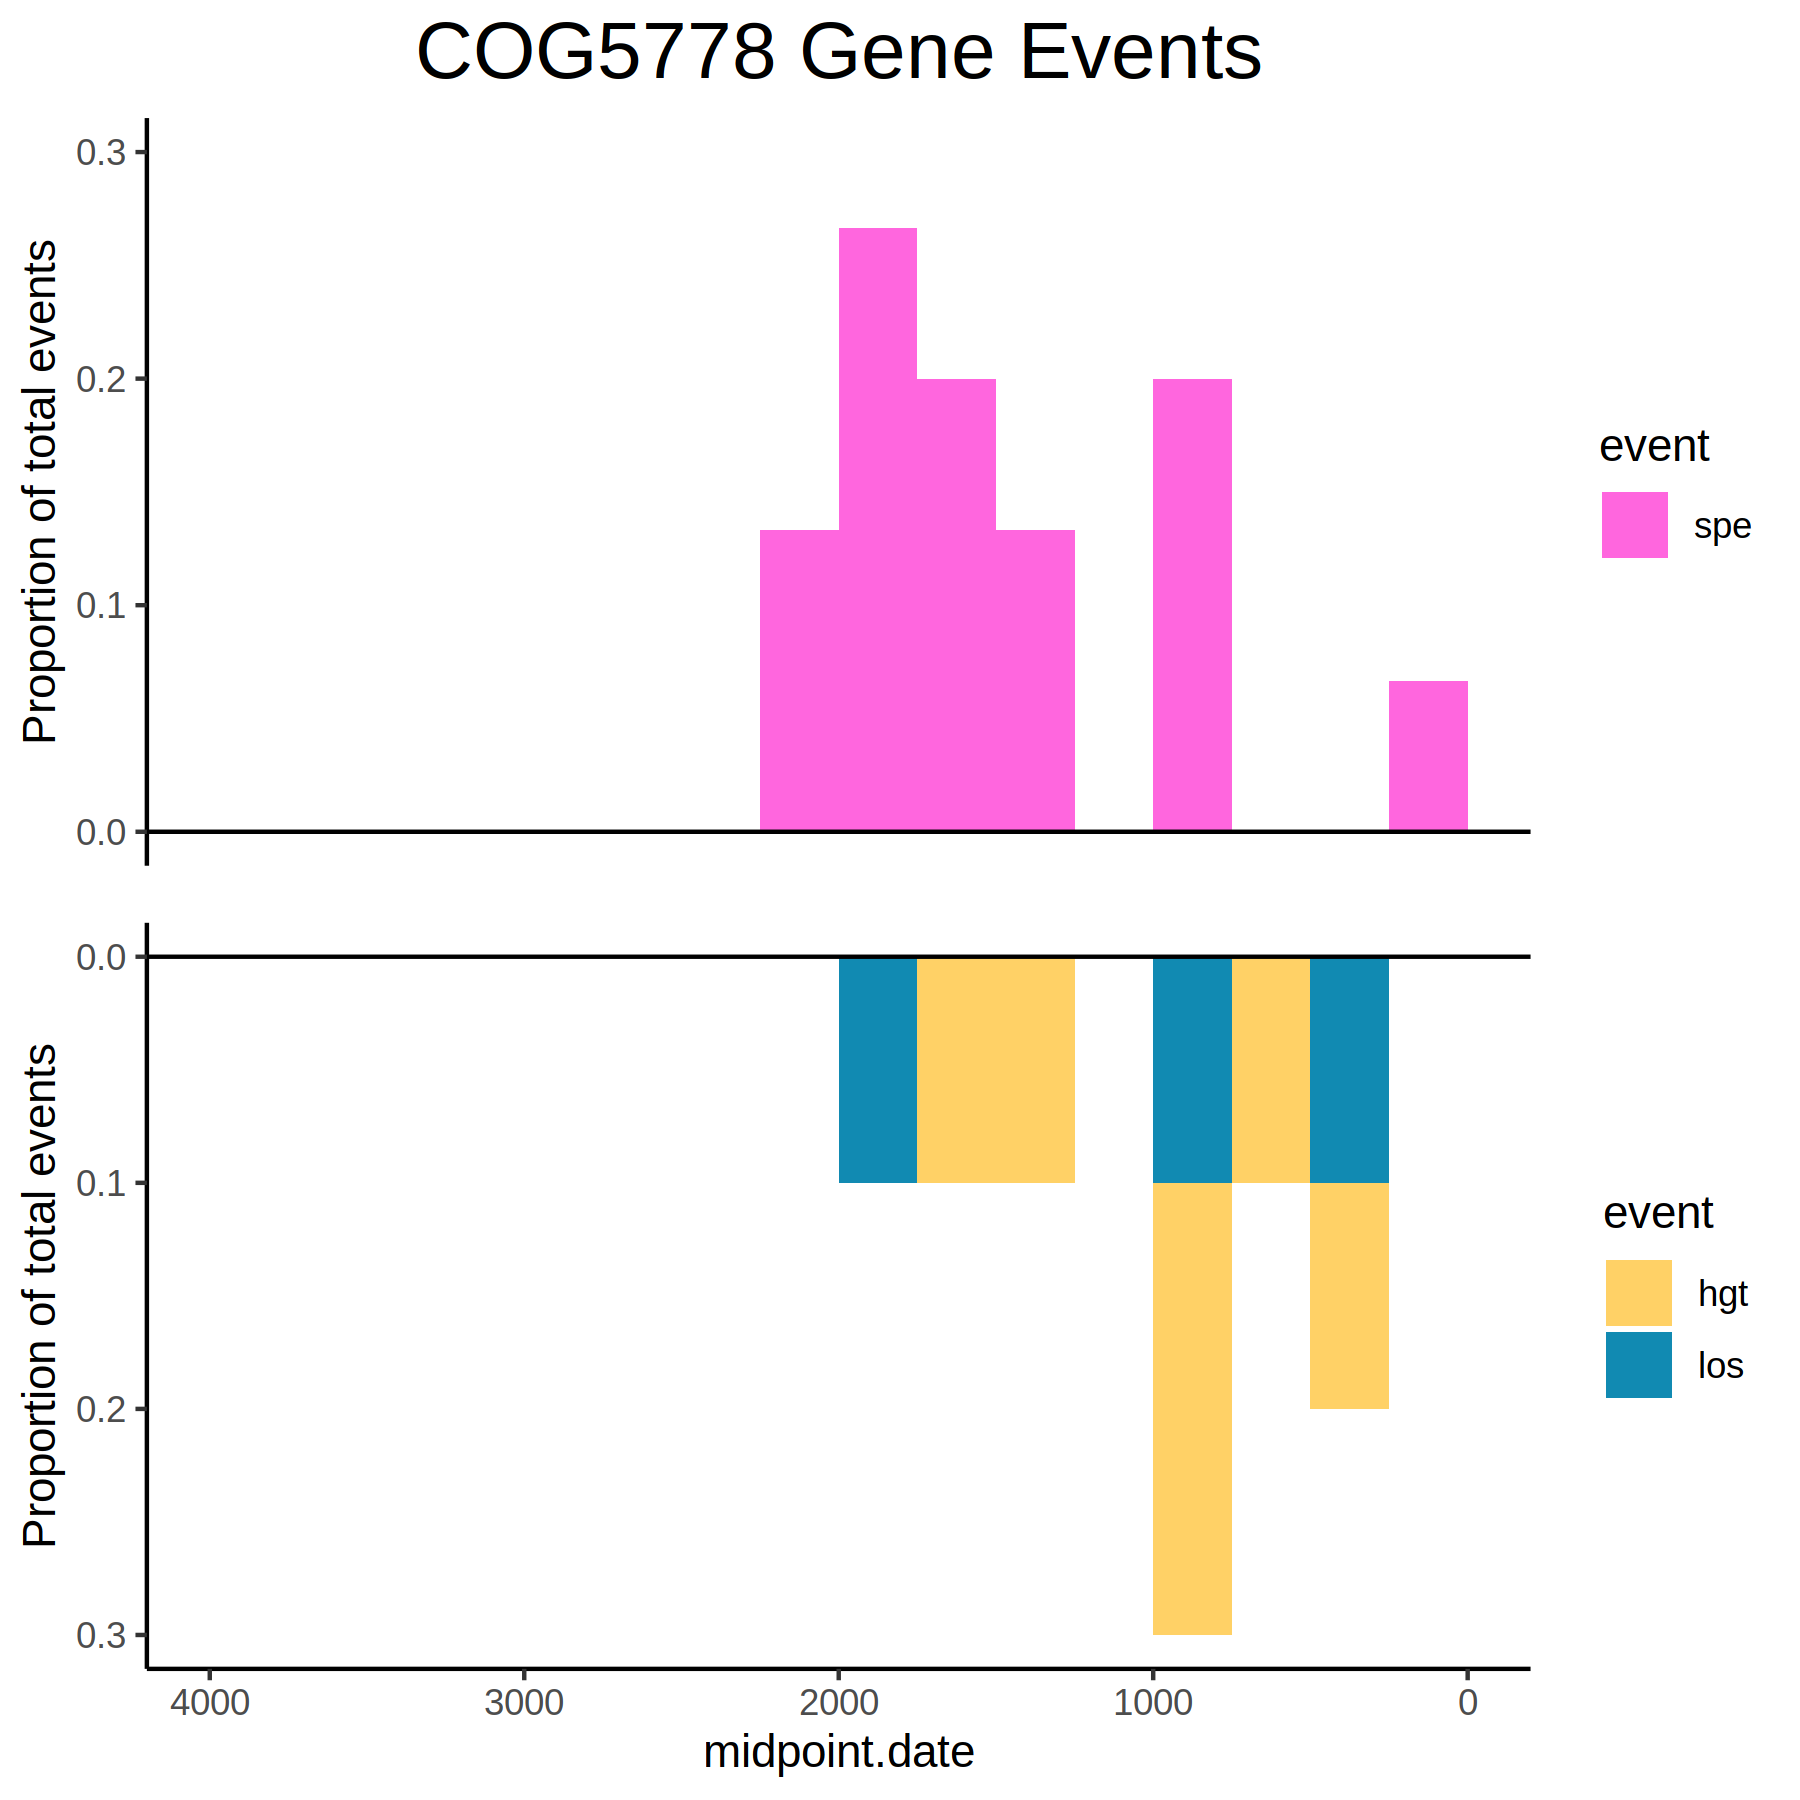 COG5778 Gene Events
Proportion of total events
0.3
0.2
0.1
0.0
event
spe
Proportion of total events
0.0
0.1
0.2
0.3
event
hgt
los
4000 3000 2000 1000 0
midpoint.date